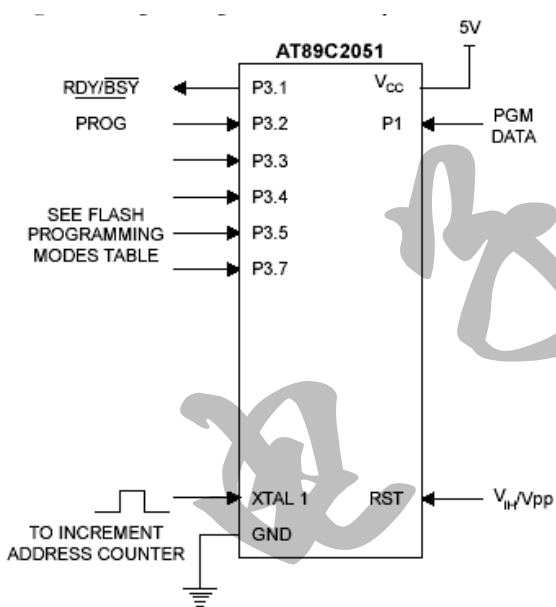 AT89C2051
5V
RDY/BSY
P3.1
VCC
PROG
P3.2
P1
PGM
DATA
P3.3
P3.4
SEE FLASH
PROGRAMMING
MODES TABLE
P3.5
P3.7
XTAL 1
RST
VIH/Vpp
TO INCREMENT
ADDRESS COUNTER
GND